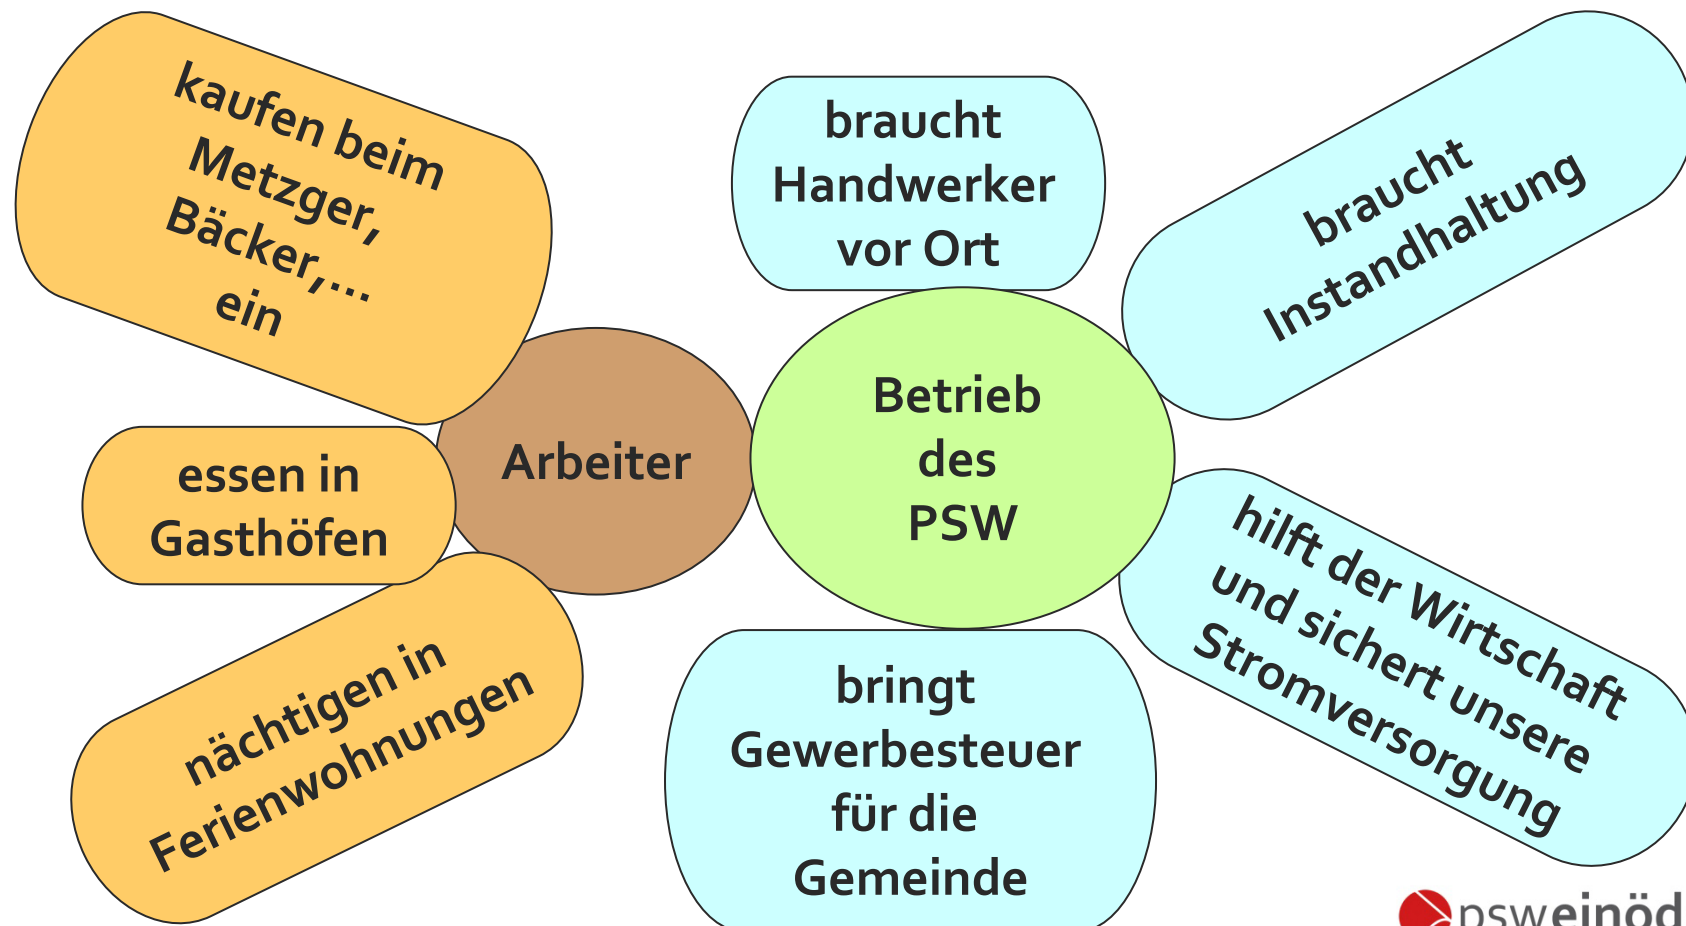 kaufen beim
Metzger,
Bäcker,...
ein
essen in
Gasthöfen
nächtigen in
Ferienwohnungen
Arbeiter
braucht
Handwerker
vor Ort
Betrieb
des
PSW
bringt
Gewerbesteuer
für die
Gemeinde
braucht
Instandhaltung
hilft der Wirtschaft
und sichert unsere
Stromversorgung
psweinöd